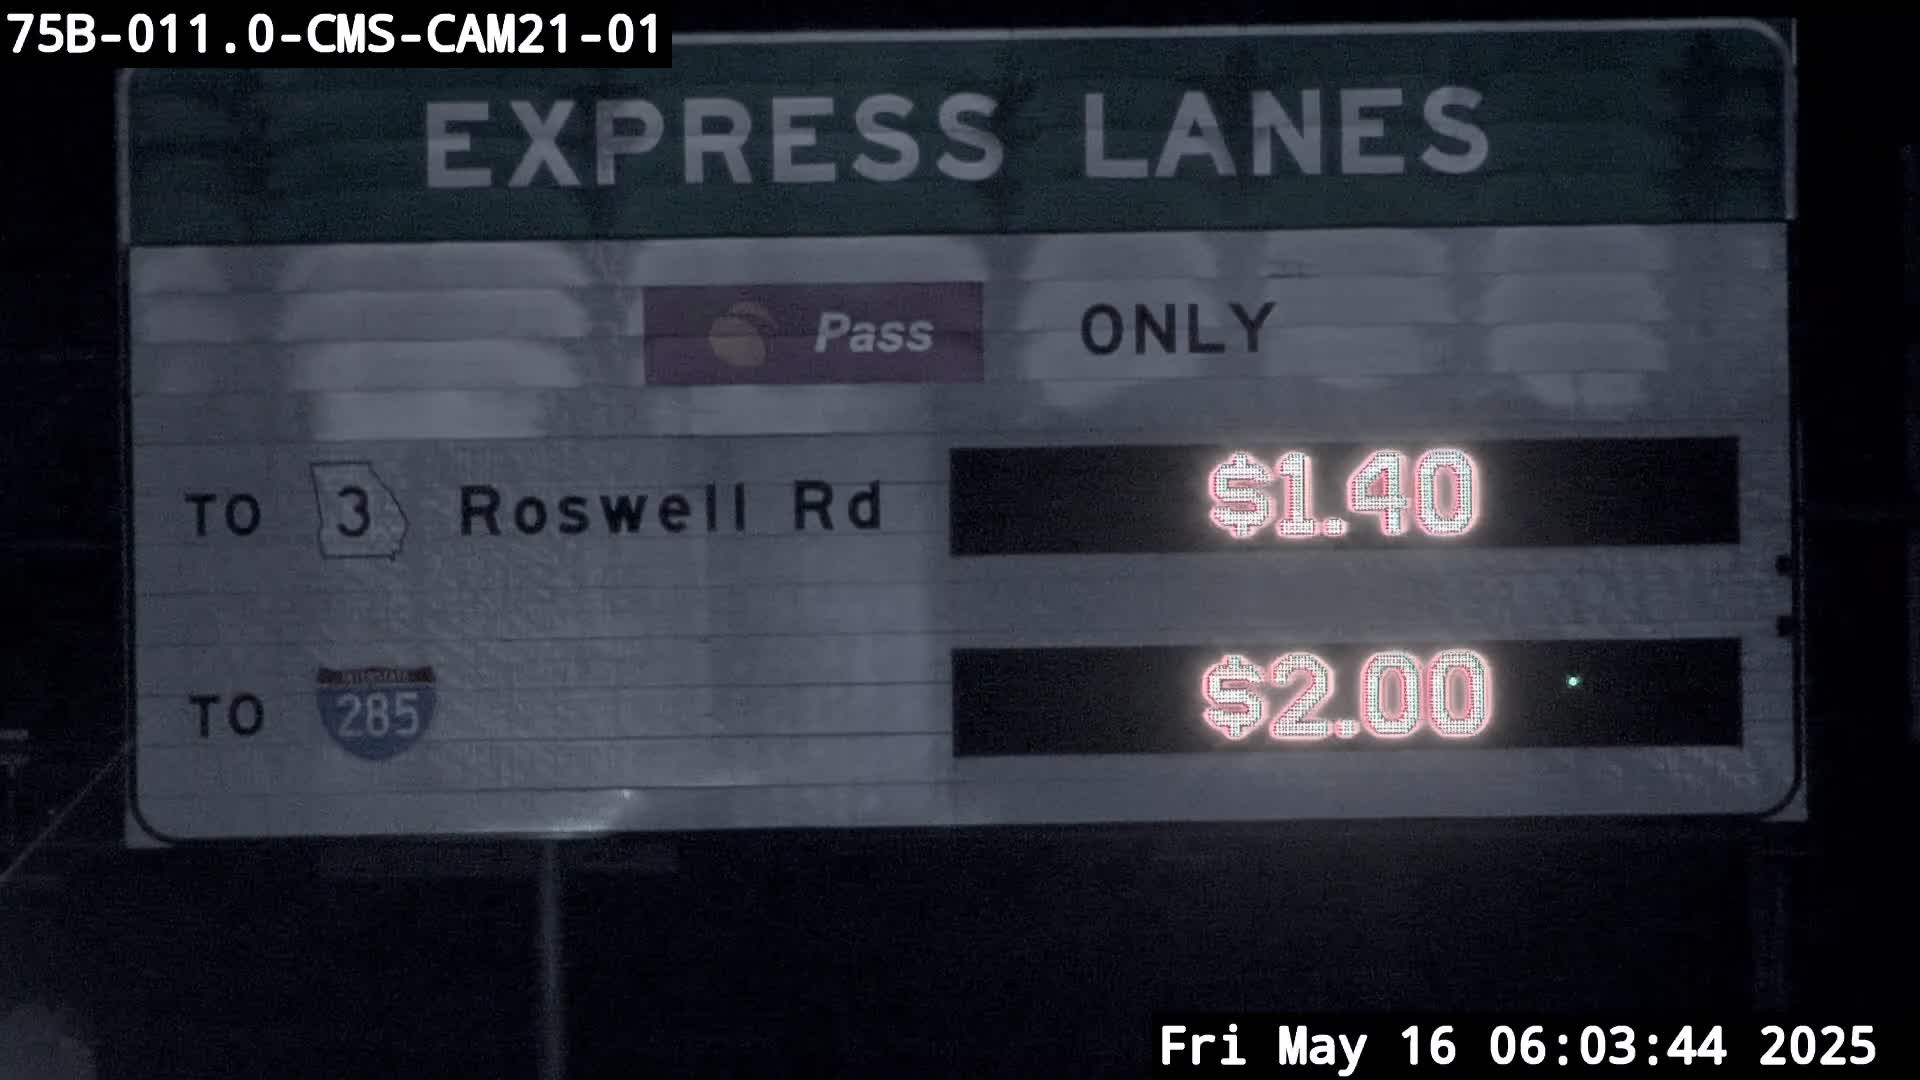 75B-011.0-CMS-CAM21-01
EXPRESS LANES
Pass ONLY
TO 3 Roswell Rd $1.40
TO INTERSTATE 285 $2.00
Fri May 16 06:03:44 2025